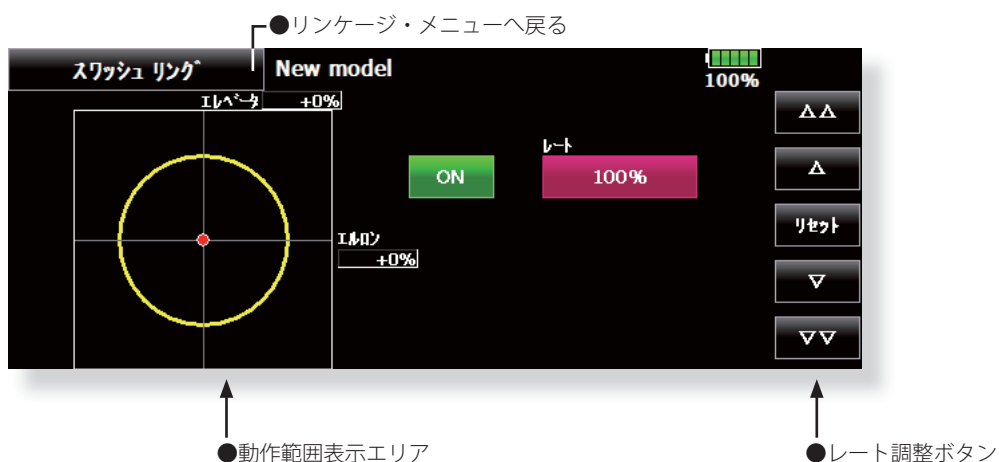 ●リンケージ・メニューへ戻る
スワッシュ リング
New model
100%
エレベータ +0%
△△
レート
ON
100%
△
リセット
エルロン
+0%
▽
▽▽
●動作範囲表示エリア
●レート調整ボタン